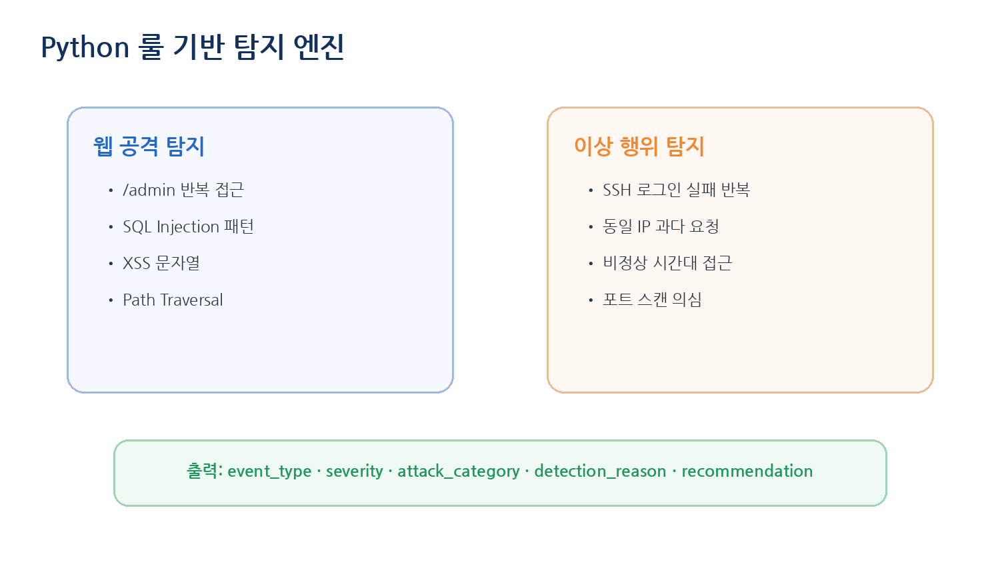 Python 룰 기반 탐지 엔진
웹 공격 탐지
• /admin 반복 접근
• SQL Injection 패턴
• XSS 문자열
• Path Traversal
이상 행위 탐지
• SSH 로그인 실패 반복
• 동일 IP 과다 요청
• 비정상 시간대 접근
• 포트 스캔 의심
출력: event_type · severity · attack_category · detection_reason · recommendation